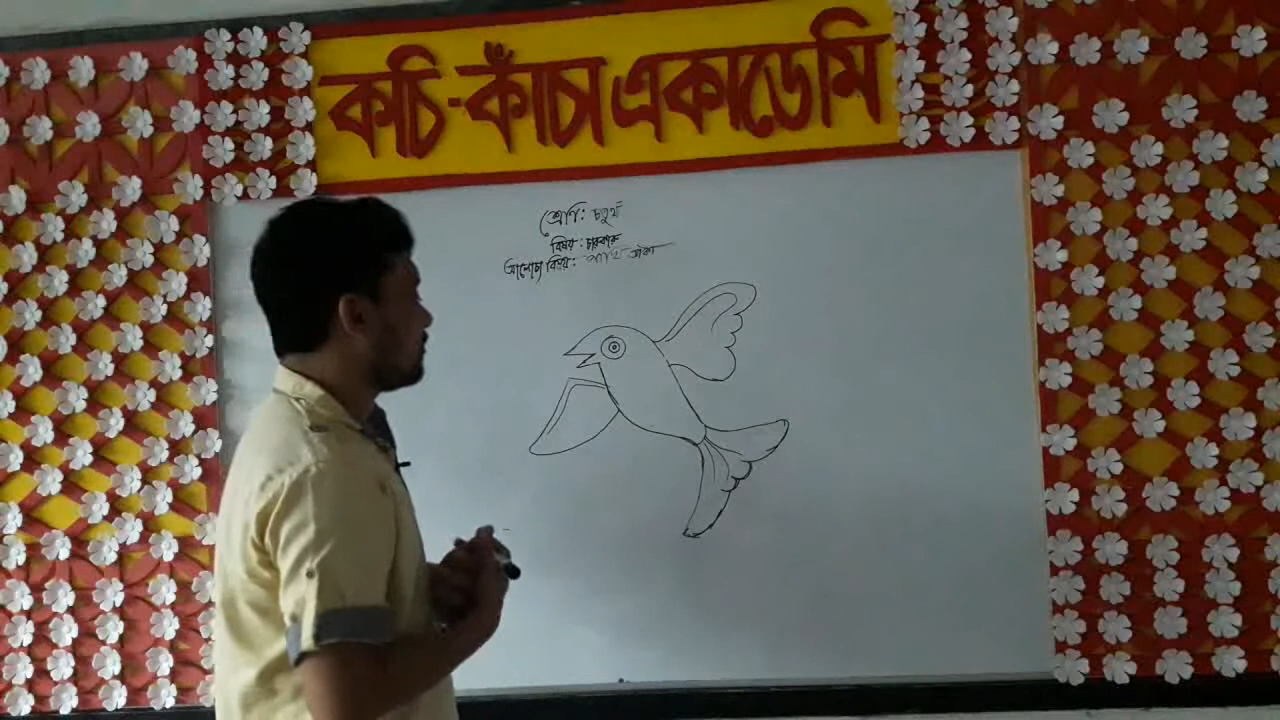 কচি-কাঁচা একাডেমি
শ্রেণি: চতুর্থ
বিষয়: চারুকারু
আলোচ্য বিষয়: পাখি আঁকা